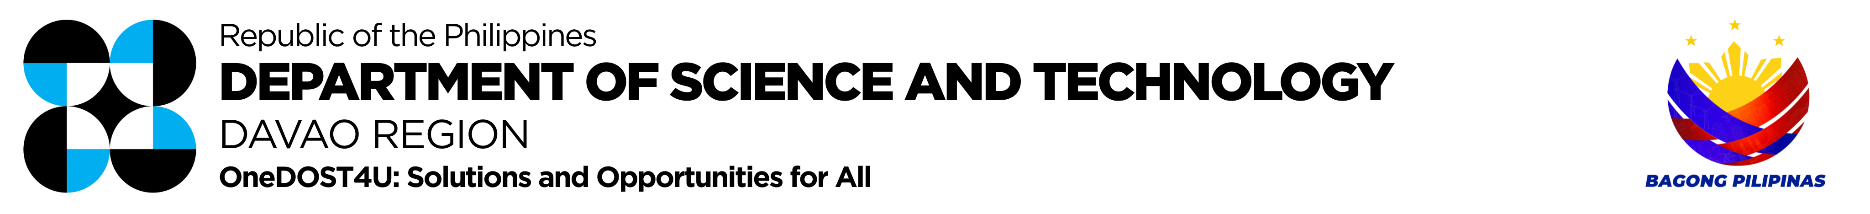 Republic of the Philippines
DEPARTMENT OF SCIENCE AND TECHNOLOGY
DAVAO REGION
OneDOST4U: Solutions and Opportunities for All
BAGONG PILIPINAS